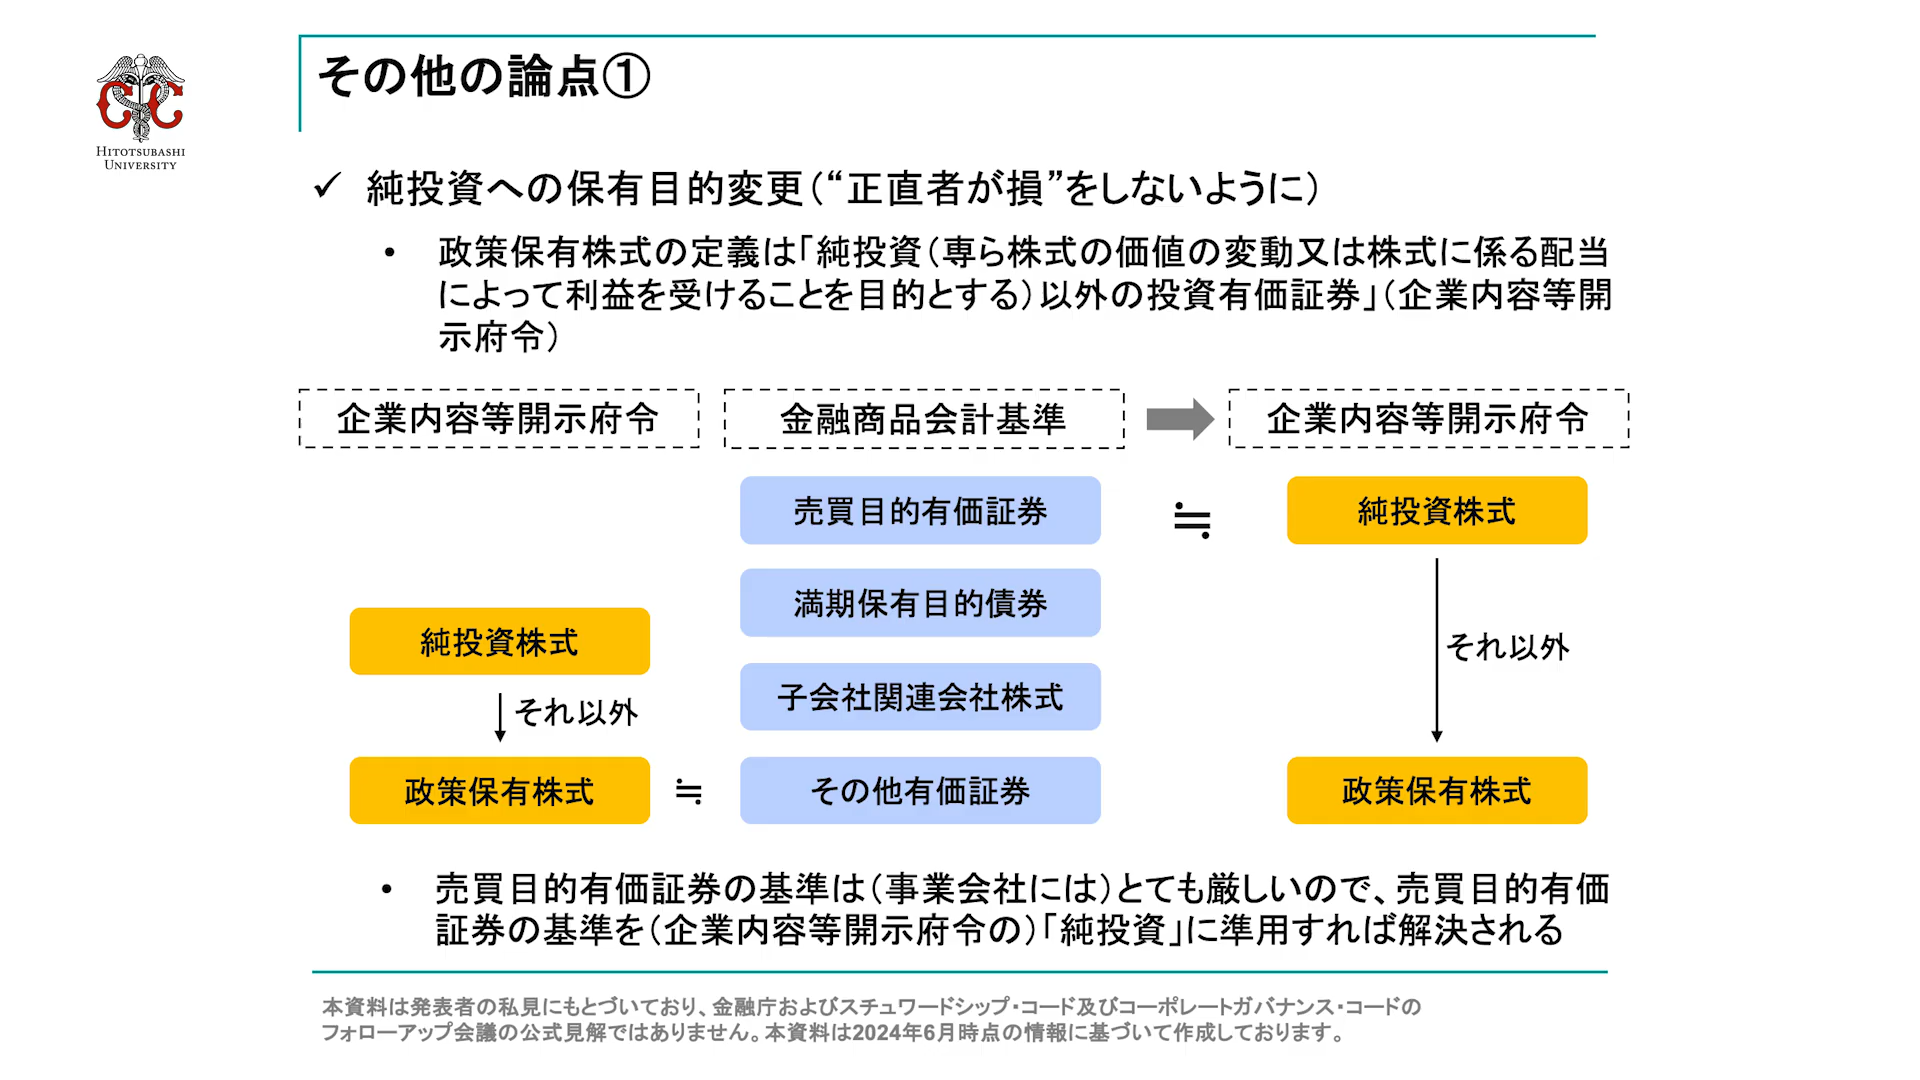 その他の論点①
HITOTSUBASHI
UNIVERSITY
✓ 純投資への保有目的変更（“正直者が損”をしないように）
• 政策保有株式の定義は「純投資（専ら株式の価値の変動又は株式に係る配当
によって利益を受けることを目的とする）以外の投資有価証券」（企業内容等開
示府令）
企業内容等開示府令
金融商品会計基準
企業内容等開示府令
売買目的有価証券
≒
純投資株式
満期保有目的債券
純投資株式
それ以外
子会社関連会社株式
それ以外
政策保有株式
≒
その他有価証券
政策保有株式
• 売買目的有価証券の基準は（事業会社には）とても厳しいので、売買目的有価
証券の基準を（企業内容等開示府令の）「純投資」に準用すれば解決される
本資料は発表者の私見にもとづいており、金融庁およびスチュワードシップ・コード及びコーポレートガバナンス・コードの
フォローアップ会議の公式見解ではありません。本資料は2024年6月時点の情報に基づいて作成しております。